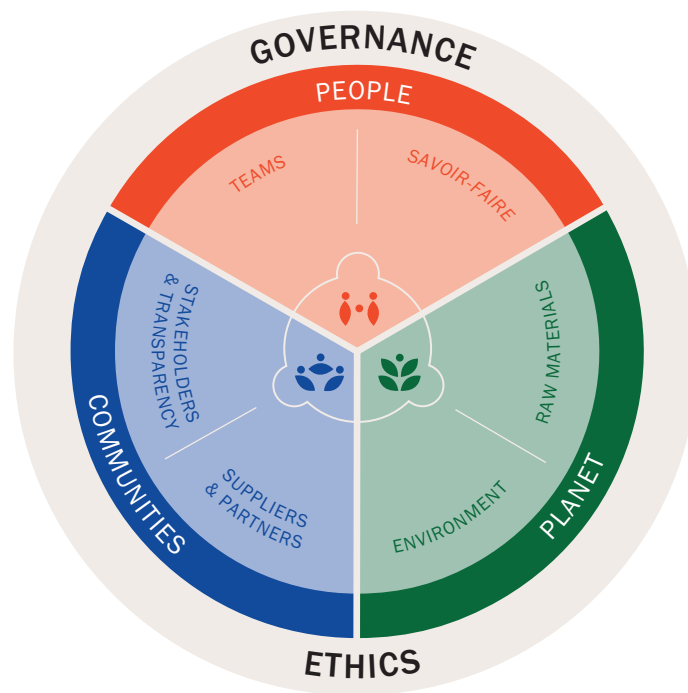 GOVERNANCE
PEOPLE
TEAMS
SAVOIR-FAIRE
STAKEHOLDERS
& TRANSPARENCY
RAW MATERIALS
COMMUNITIES
PLANET
SUPPLIERS
& PARTNERS
ENVIRONMENT
ETHICS